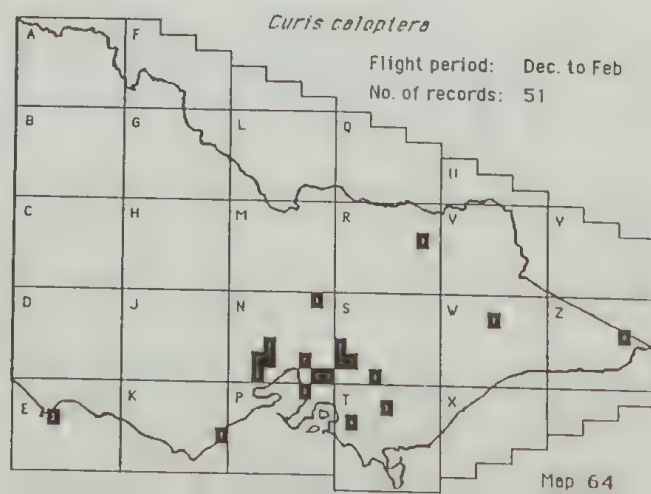 Curis caloptera
Flight period: Dec. to Feb
No. of records: 51
A F
B G L Q
U
C H M R V Y
D J N S W Z
E K P T X
Map 64